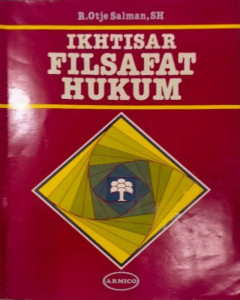 R.Otje Salman,SH
IKHTISAR
FILSAFAT
HUKUM
ARMICO